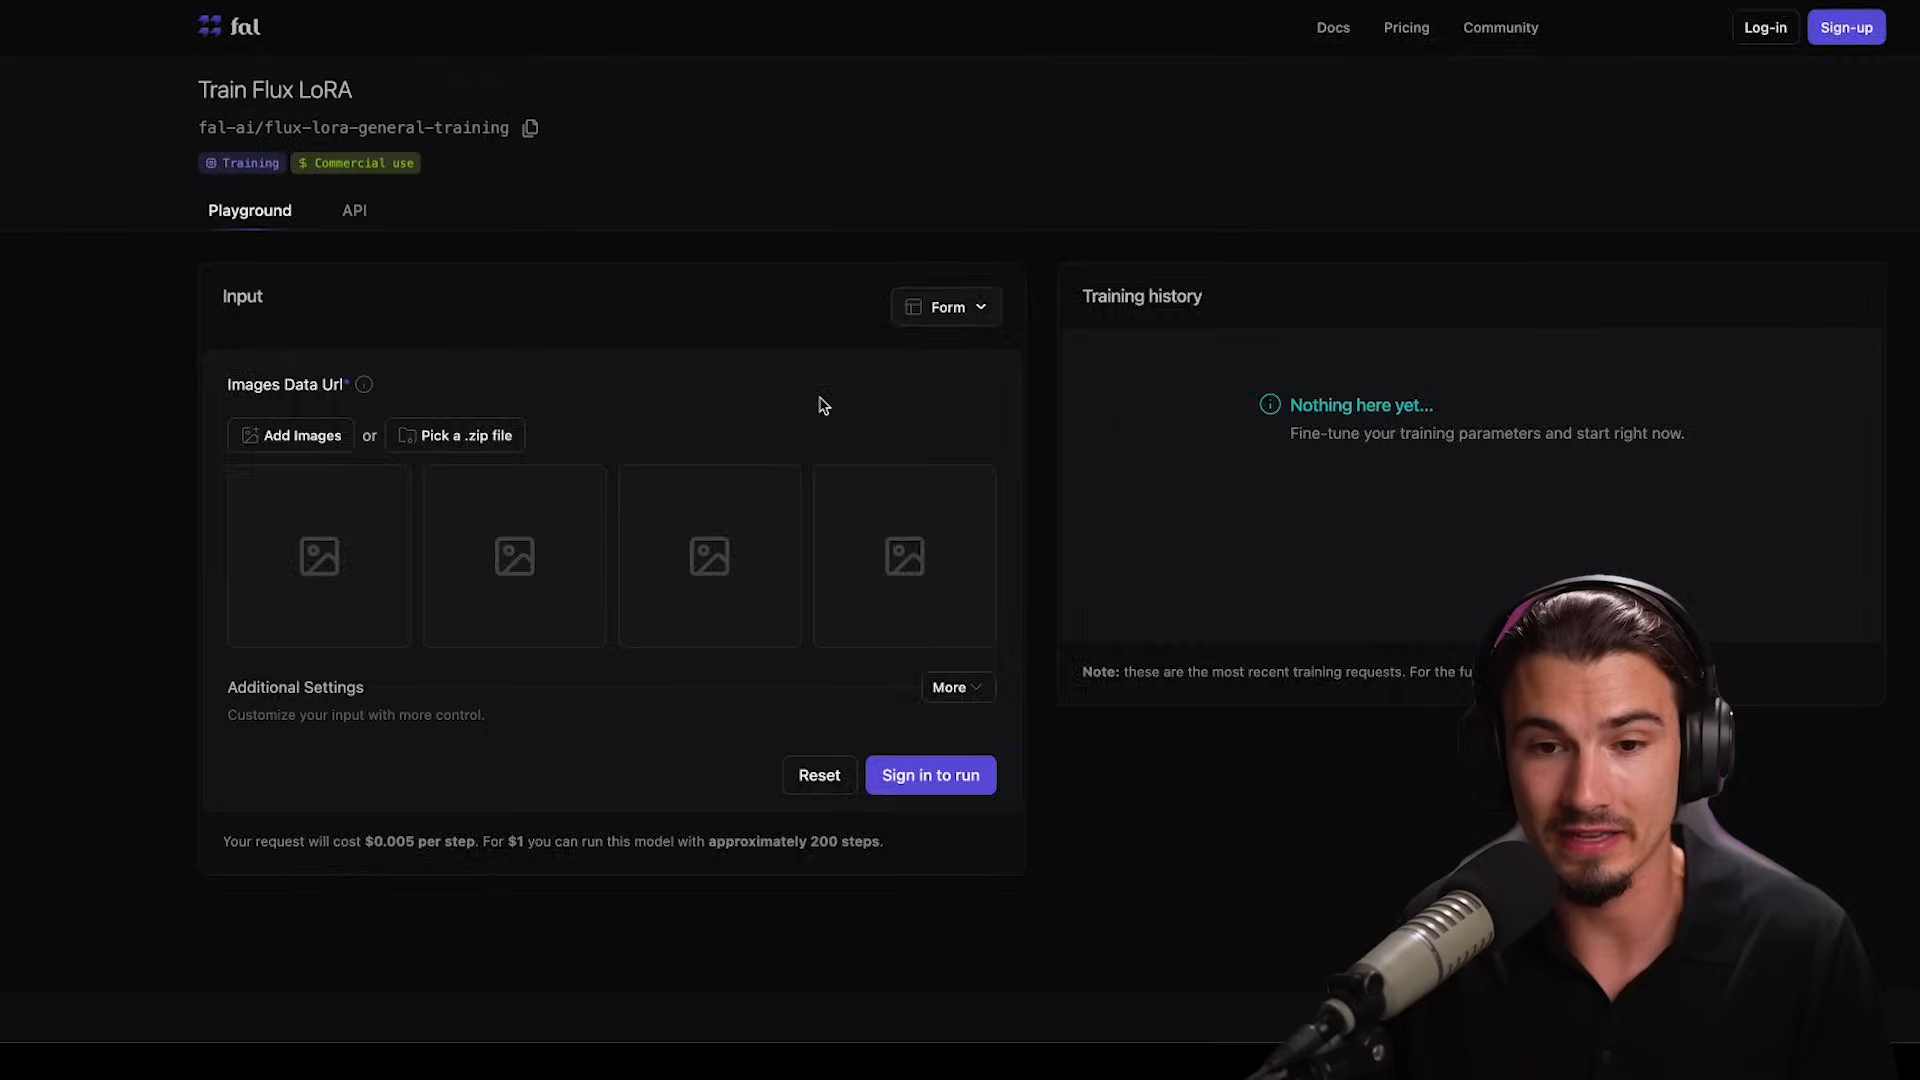 fal
Docs
Pricing
Community
Log-in
Sign-up
Train Flux LoRA
fal-ai/flux-lora-general-training
Training
$ Commercial use
Playground
API
Input
Form
Images Data Url*
Add Images
or
Pick a .zip file
Additional Settings
More
Customize your input with more control.
Reset
Sign in to run
Your request will cost $0.005 per step. For $1 you can run this model with approximately 200 steps.
Training history
Nothing here yet...
Fine-tune your training parameters and start right now.
Note: these are the most recent training requests. For the fu